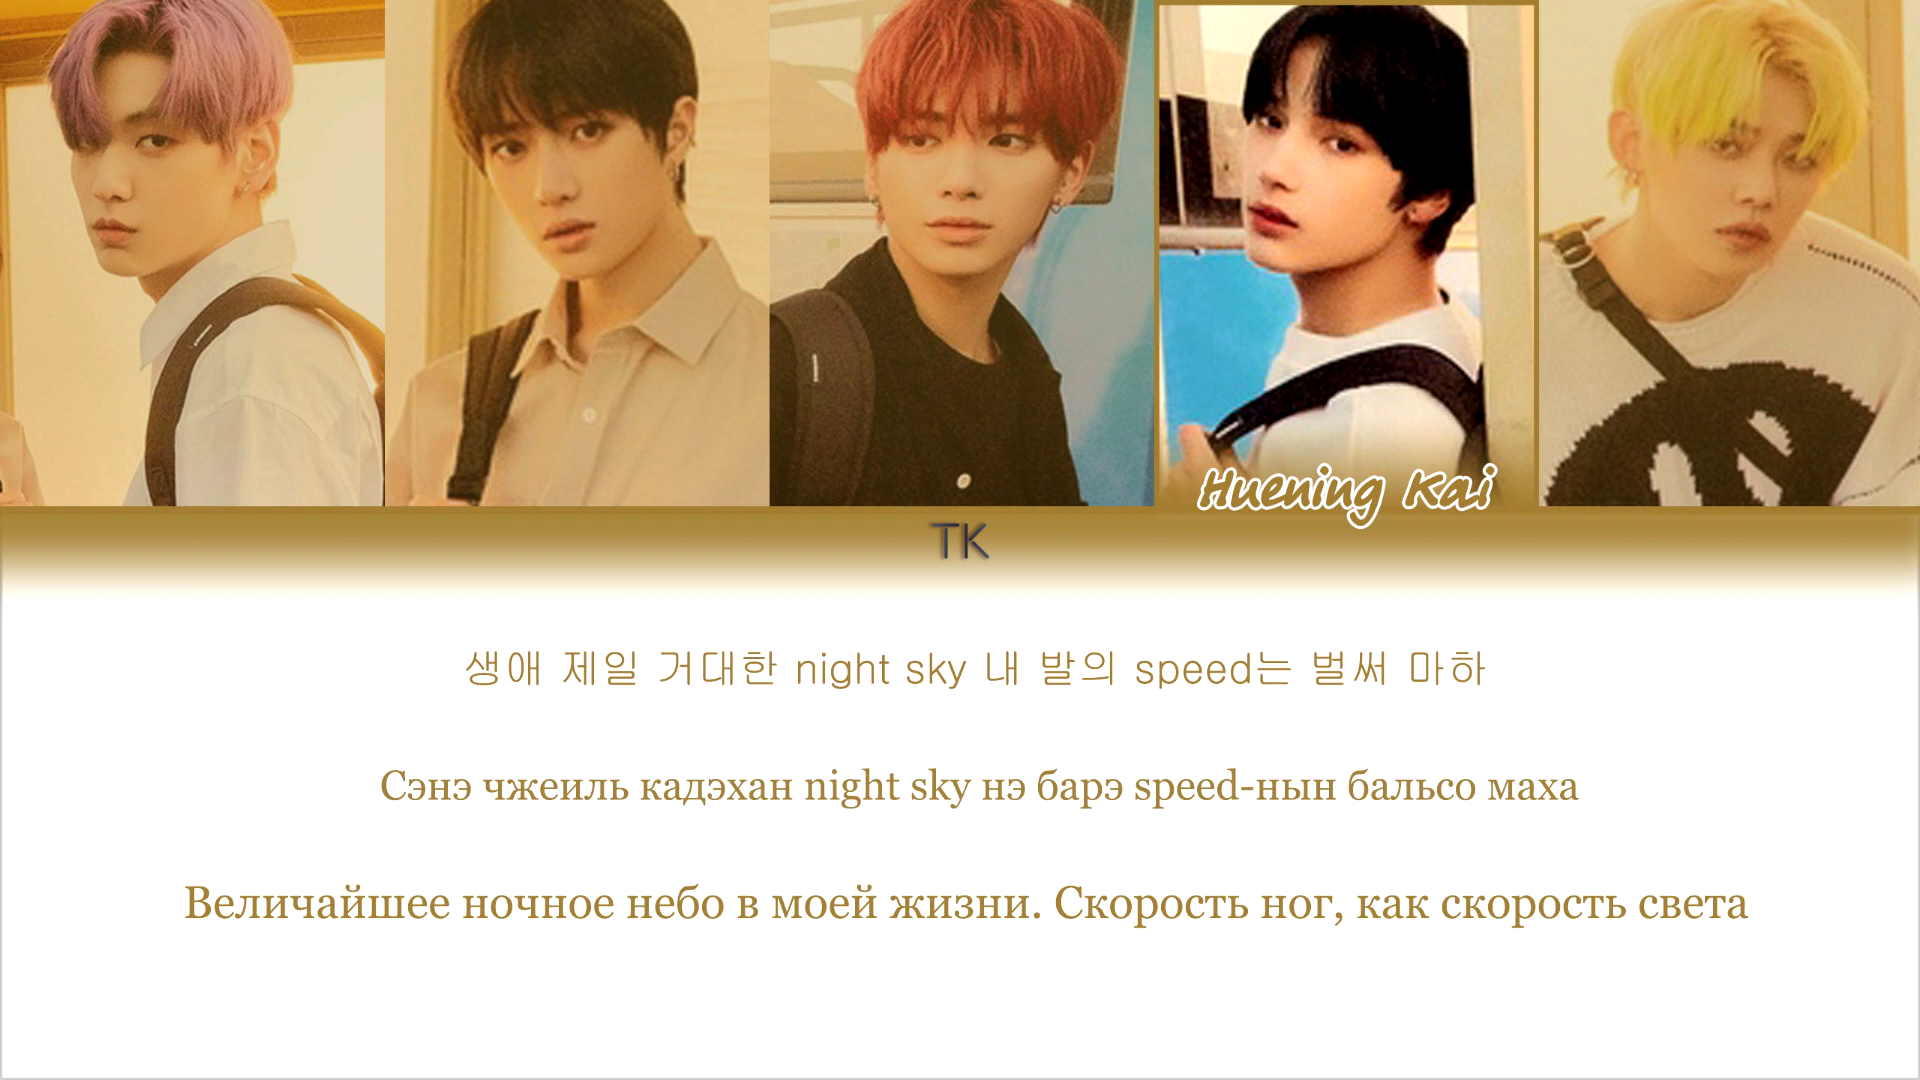 Huening Kai
TK
생애 제일 거대한 night sky 내 발의 speed는 벌써 마하
Сэнэ чжеиль кадэхан night sky нэ барэ speed-нын бальсо маха
Величайшее ночное небо в моей жизни. Скорость ног, как скорость света